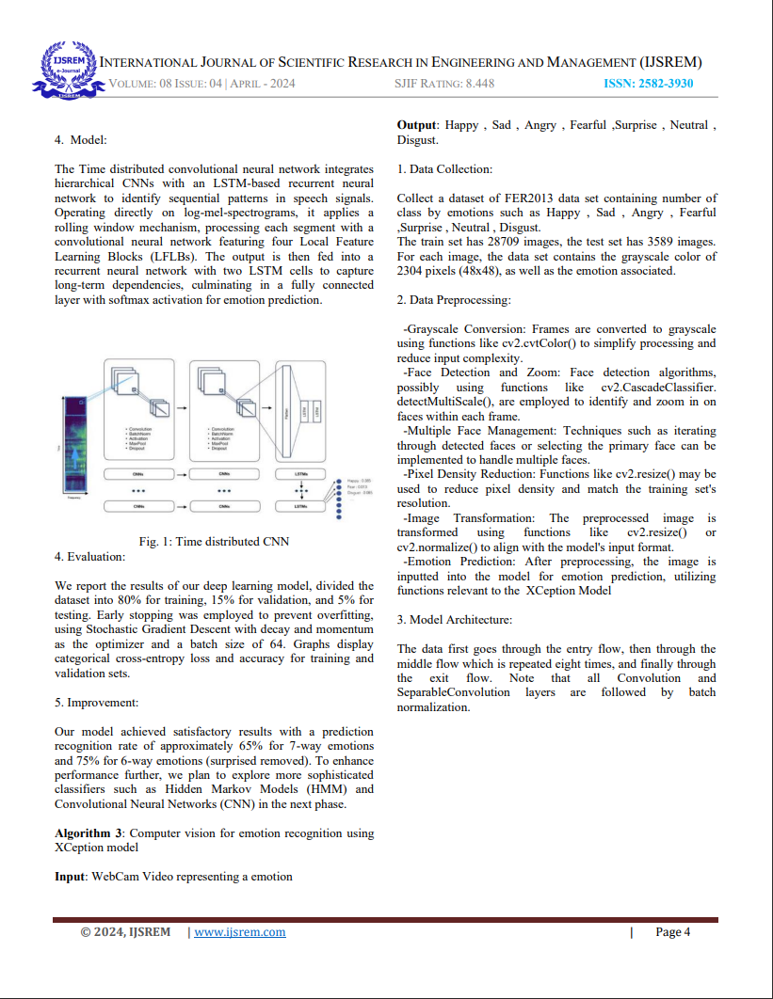 IJSREM
e-Journal
IJSREM
INTERNATIONAL JOURNAL OF SCIENTIFIC RESEARCH IN ENGINEERING AND MANAGEMENT (IJSREM)
VOLUME: 08 ISSUE: 04 | APRIL - 2024 SJIF RATING: 8.448 ISSN: 2582-3930
4. Model:
The Time distributed convolutional neural network integrates
hierarchical CNNs with an LSTM-based recurrent neural
network to identify sequential patterns in speech signals.
Operating directly on log-mel-spectrograms, it applies a
rolling window mechanism, processing each segment with a
convolutional neural network featuring four Local Feature
Learning Blocks (LFLBs). The output is then fed into a
recurrent neural network with two LSTM cells to capture
long-term dependencies, culminating in a fully connected
layer with softmax activation for emotion prediction.
• Convolution
• BatchNorm
• Activation
• MaxPool
• Dropout
• Convolution
• BatchNorm
• Activation
• MaxPool
• Dropout
Flatten
LSTM
LSTM
Time
Frequency
CNNs
CNNs
LSTMs
CNNs
CNNs
LSTMs
Fig. 1: Time distributed CNN
4. Evaluation:
We report the results of our deep learning model, divided the
dataset into 80% for training, 15% for validation, and 5% for
testing. Early stopping was employed to prevent overfitting,
using Stochastic Gradient Descent with decay and momentum
as the optimizer and a batch size of 64. Graphs display
categorical cross-entropy loss and accuracy for training and
validation sets.
5. Improvement:
Our model achieved satisfactory results with a prediction
recognition rate of approximately 65% for 7-way emotions
and 75% for 6-way emotions (surprised removed). To enhance
performance further, we plan to explore more sophisticated
classifiers such as Hidden Markov Models (HMM) and
Convolutional Neural Networks (CNN) in the next phase.
Algorithm 3: Computer vision for emotion recognition using
XCeption model
Input: WebCam Video representing a emotion
Output: Happy , Sad , Angry , Fearful ,Surprise , Neutral ,
Disgust.
1. Data Collection:
Collect a dataset of FER2013 data set containing number of
class by emotions such as Happy , Sad , Angry , Fearful
,Surprise , Neutral , Disgust.
The train set has 28709 images, the test set has 3589 images.
For each image, the data set contains the grayscale color of
2304 pixels (48x48), as well as the emotion associated.
2. Data Preprocessing:
-Grayscale Conversion: Frames are converted to grayscale
using functions like cv2.cvtColor() to simplify processing and
reduce input complexity.
-Face Detection and Zoom: Face detection algorithms,
possibly using functions like cv2.CascadeClassifier.
detectMultiScale(), are employed to identify and zoom in on
faces within each frame.
-Multiple Face Management: Techniques such as iterating
through detected faces or selecting the primary face can be
implemented to handle multiple faces.
-Pixel Density Reduction: Functions like cv2.resize() may be
used to reduce pixel density and match the training set's
resolution.
-Image Transformation: The preprocessed image is
transformed using functions like cv2.resize() or
cv2.normalize() to align with the model's input format.
-Emotion Prediction: After preprocessing, the image is
inputted into the model for emotion prediction, utilizing
functions relevant to the XCeption Model
3. Model Architecture:
The data first goes through the entry flow, then through the
middle flow which is repeated eight times, and finally through
the exit flow. Note that all Convolution and
SeparableConvolution layers are followed by batch
normalization.
© 2024, IJSREM | www.ijsrem.com | Page 4